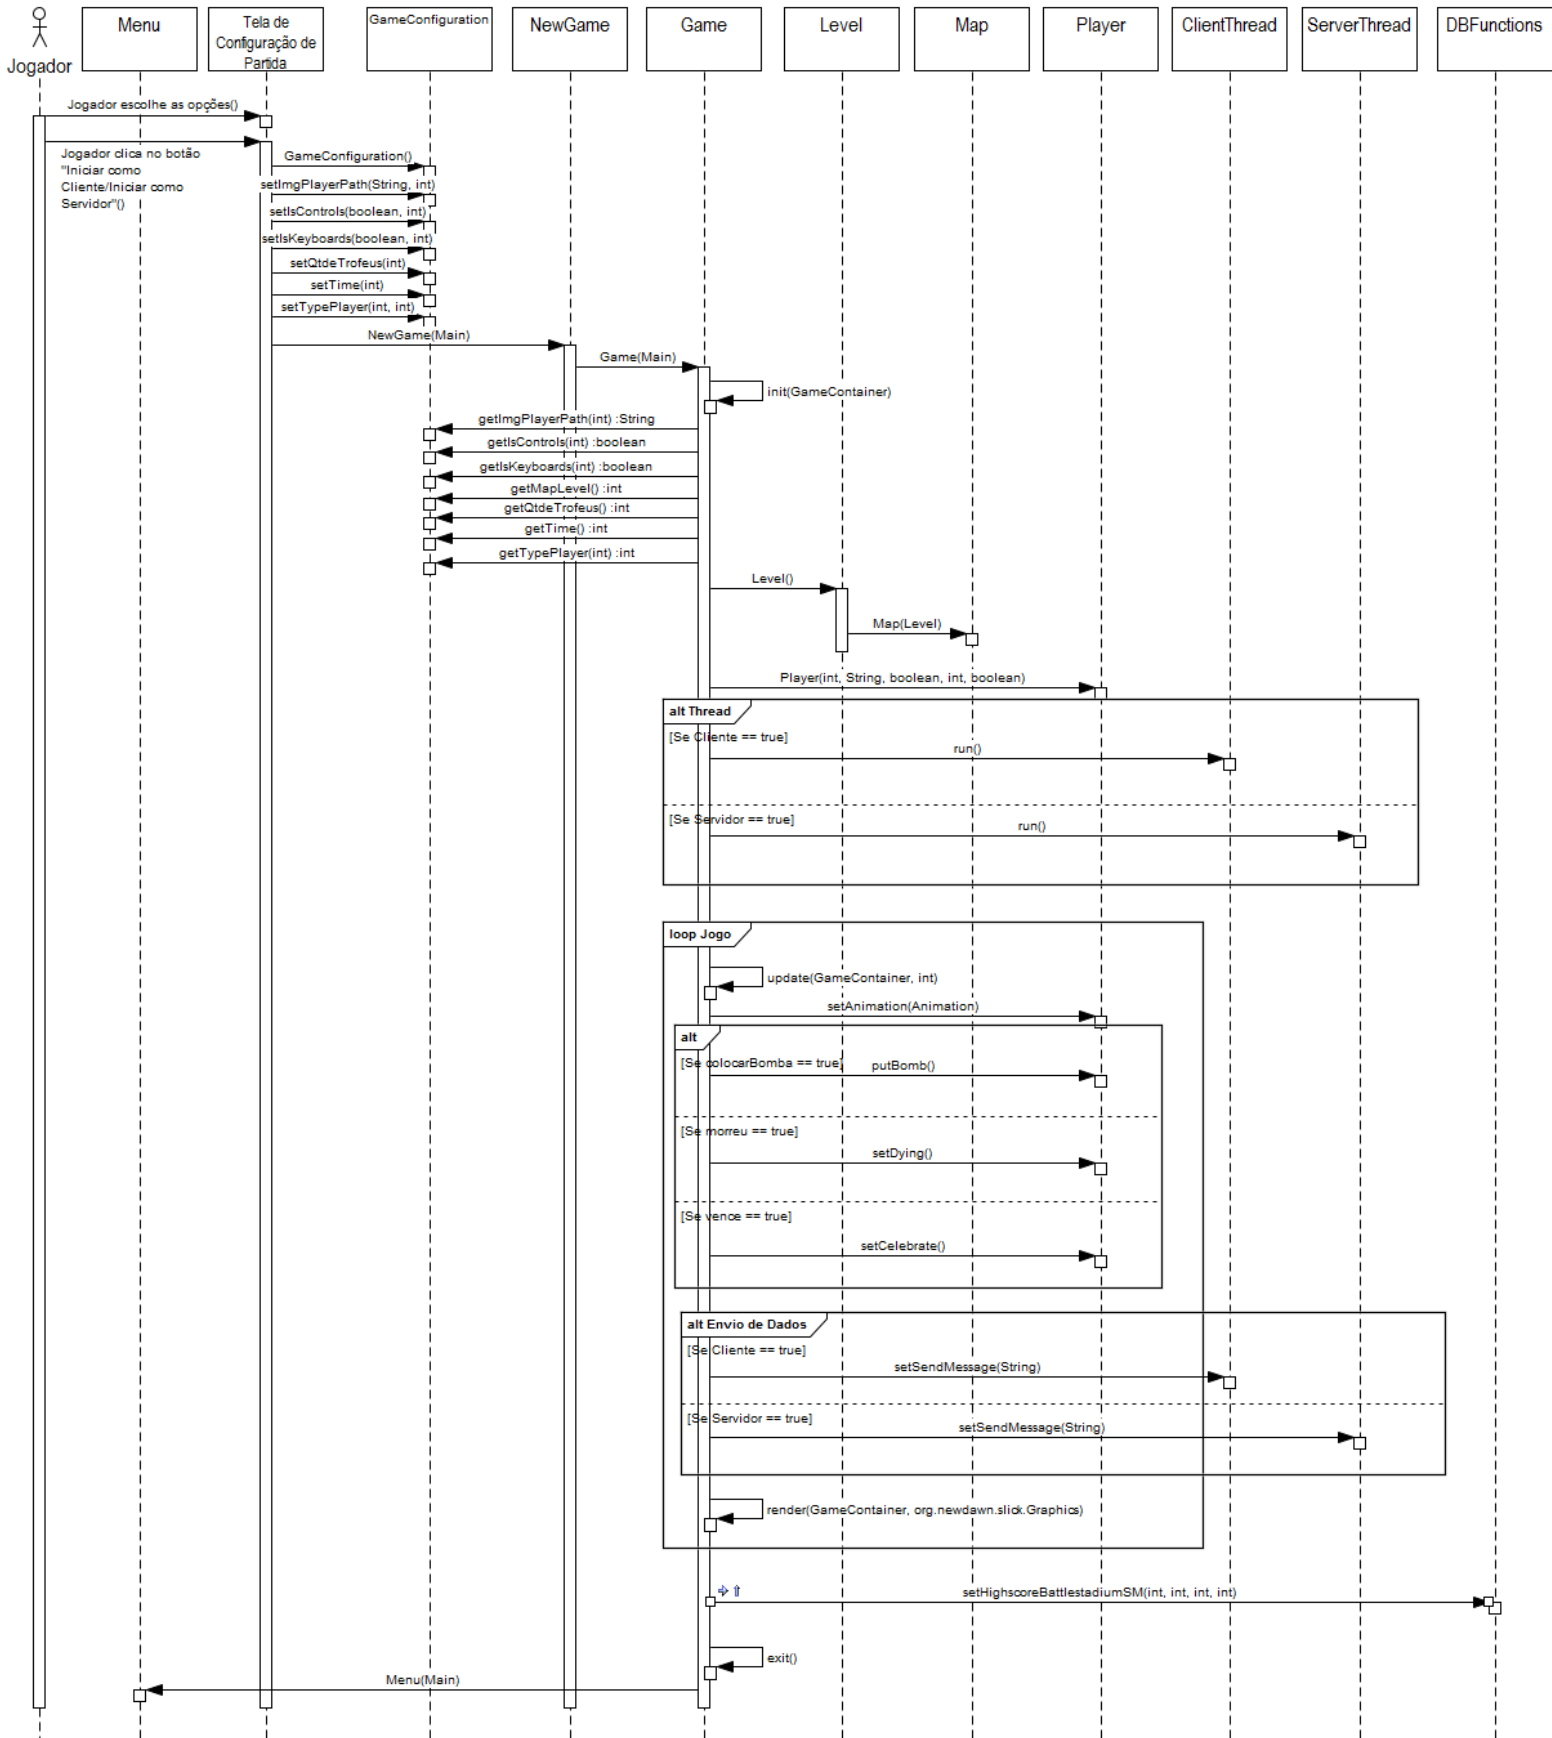 Jogador
Menu
Tela de
Configuração de
Partida
GameConfiguration
NewGame
Game
Level
Map
Player
ClientThread
ServerThread
DBFunctions
Jogador escolhe as opções()
Jogador clica no botão
"Iniciar como
Cliente/Iniciar como
Servidor"()
GameConfiguration()
setImgPlayerPath(String, int)
setIsControls(boolean, int)
setIsKeyboards(boolean, int)
setQtdeTrofeus(int)
setTime(int)
setTypePlayer(int, int)
NewGame(Main)
Game(Main)
init(GameContainer)
getImgPlayerPath(int) :String
getIsControls(int) :boolean
getIsKeyboards(int) :boolean
getMapLevel() :int
getQtdeTrofeus() :int
getTime() :int
getTypePlayer(int) :int
Level()
Map(Level)
Player(int, String, boolean, int, boolean)
alt Thread
[Se Cliente == true]
run()
[Se Servidor == true]
run()
loop Jogo
update(GameContainer, int)
setAnimation(Animation)
alt
[Se colocarBomba == true]
putBomb()
[Se morreu == true]
setDying()
[Se vence == true]
setCelebrate()
alt Envio de Dados
[Se Cliente == true]
setSendMessage(String)
[Se Servidor == true]
setSendMessage(String)
render(GameContainer, org.newdawn.slick.Graphics)
setHighscoreBattlestadiumSM(int, int, int, int)
exit()
Menu(Main)